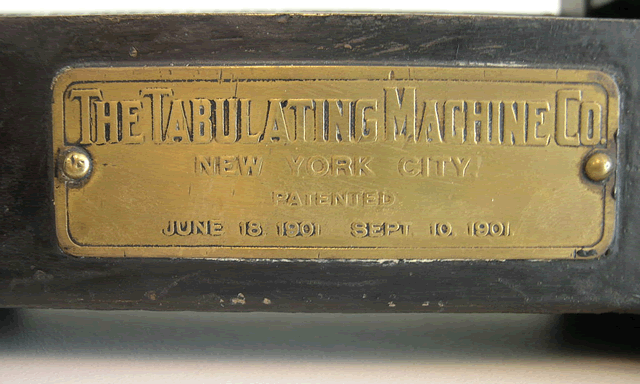 THE TABULATING MACHINE CO.
NEW YORK CITY.
PATENTED
JUNE 18 1901 SEPT. 10. 1901.